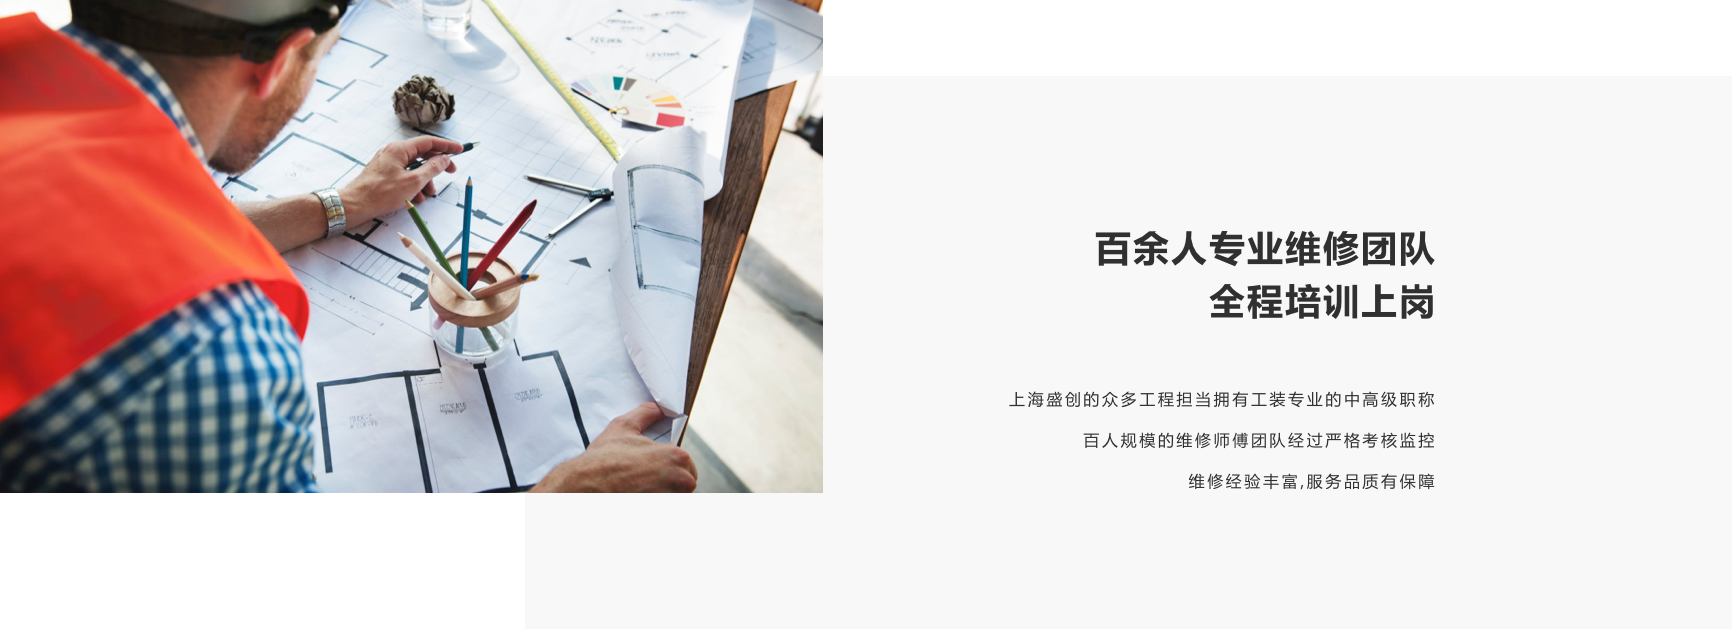 百余人专业维修团队
全程培训上岗
上海盛创的众多工程担当拥有工装专业的中高级职称
百人规模的维修师傅团队经过严格考核监控
维修经验丰富,服务品质有保障